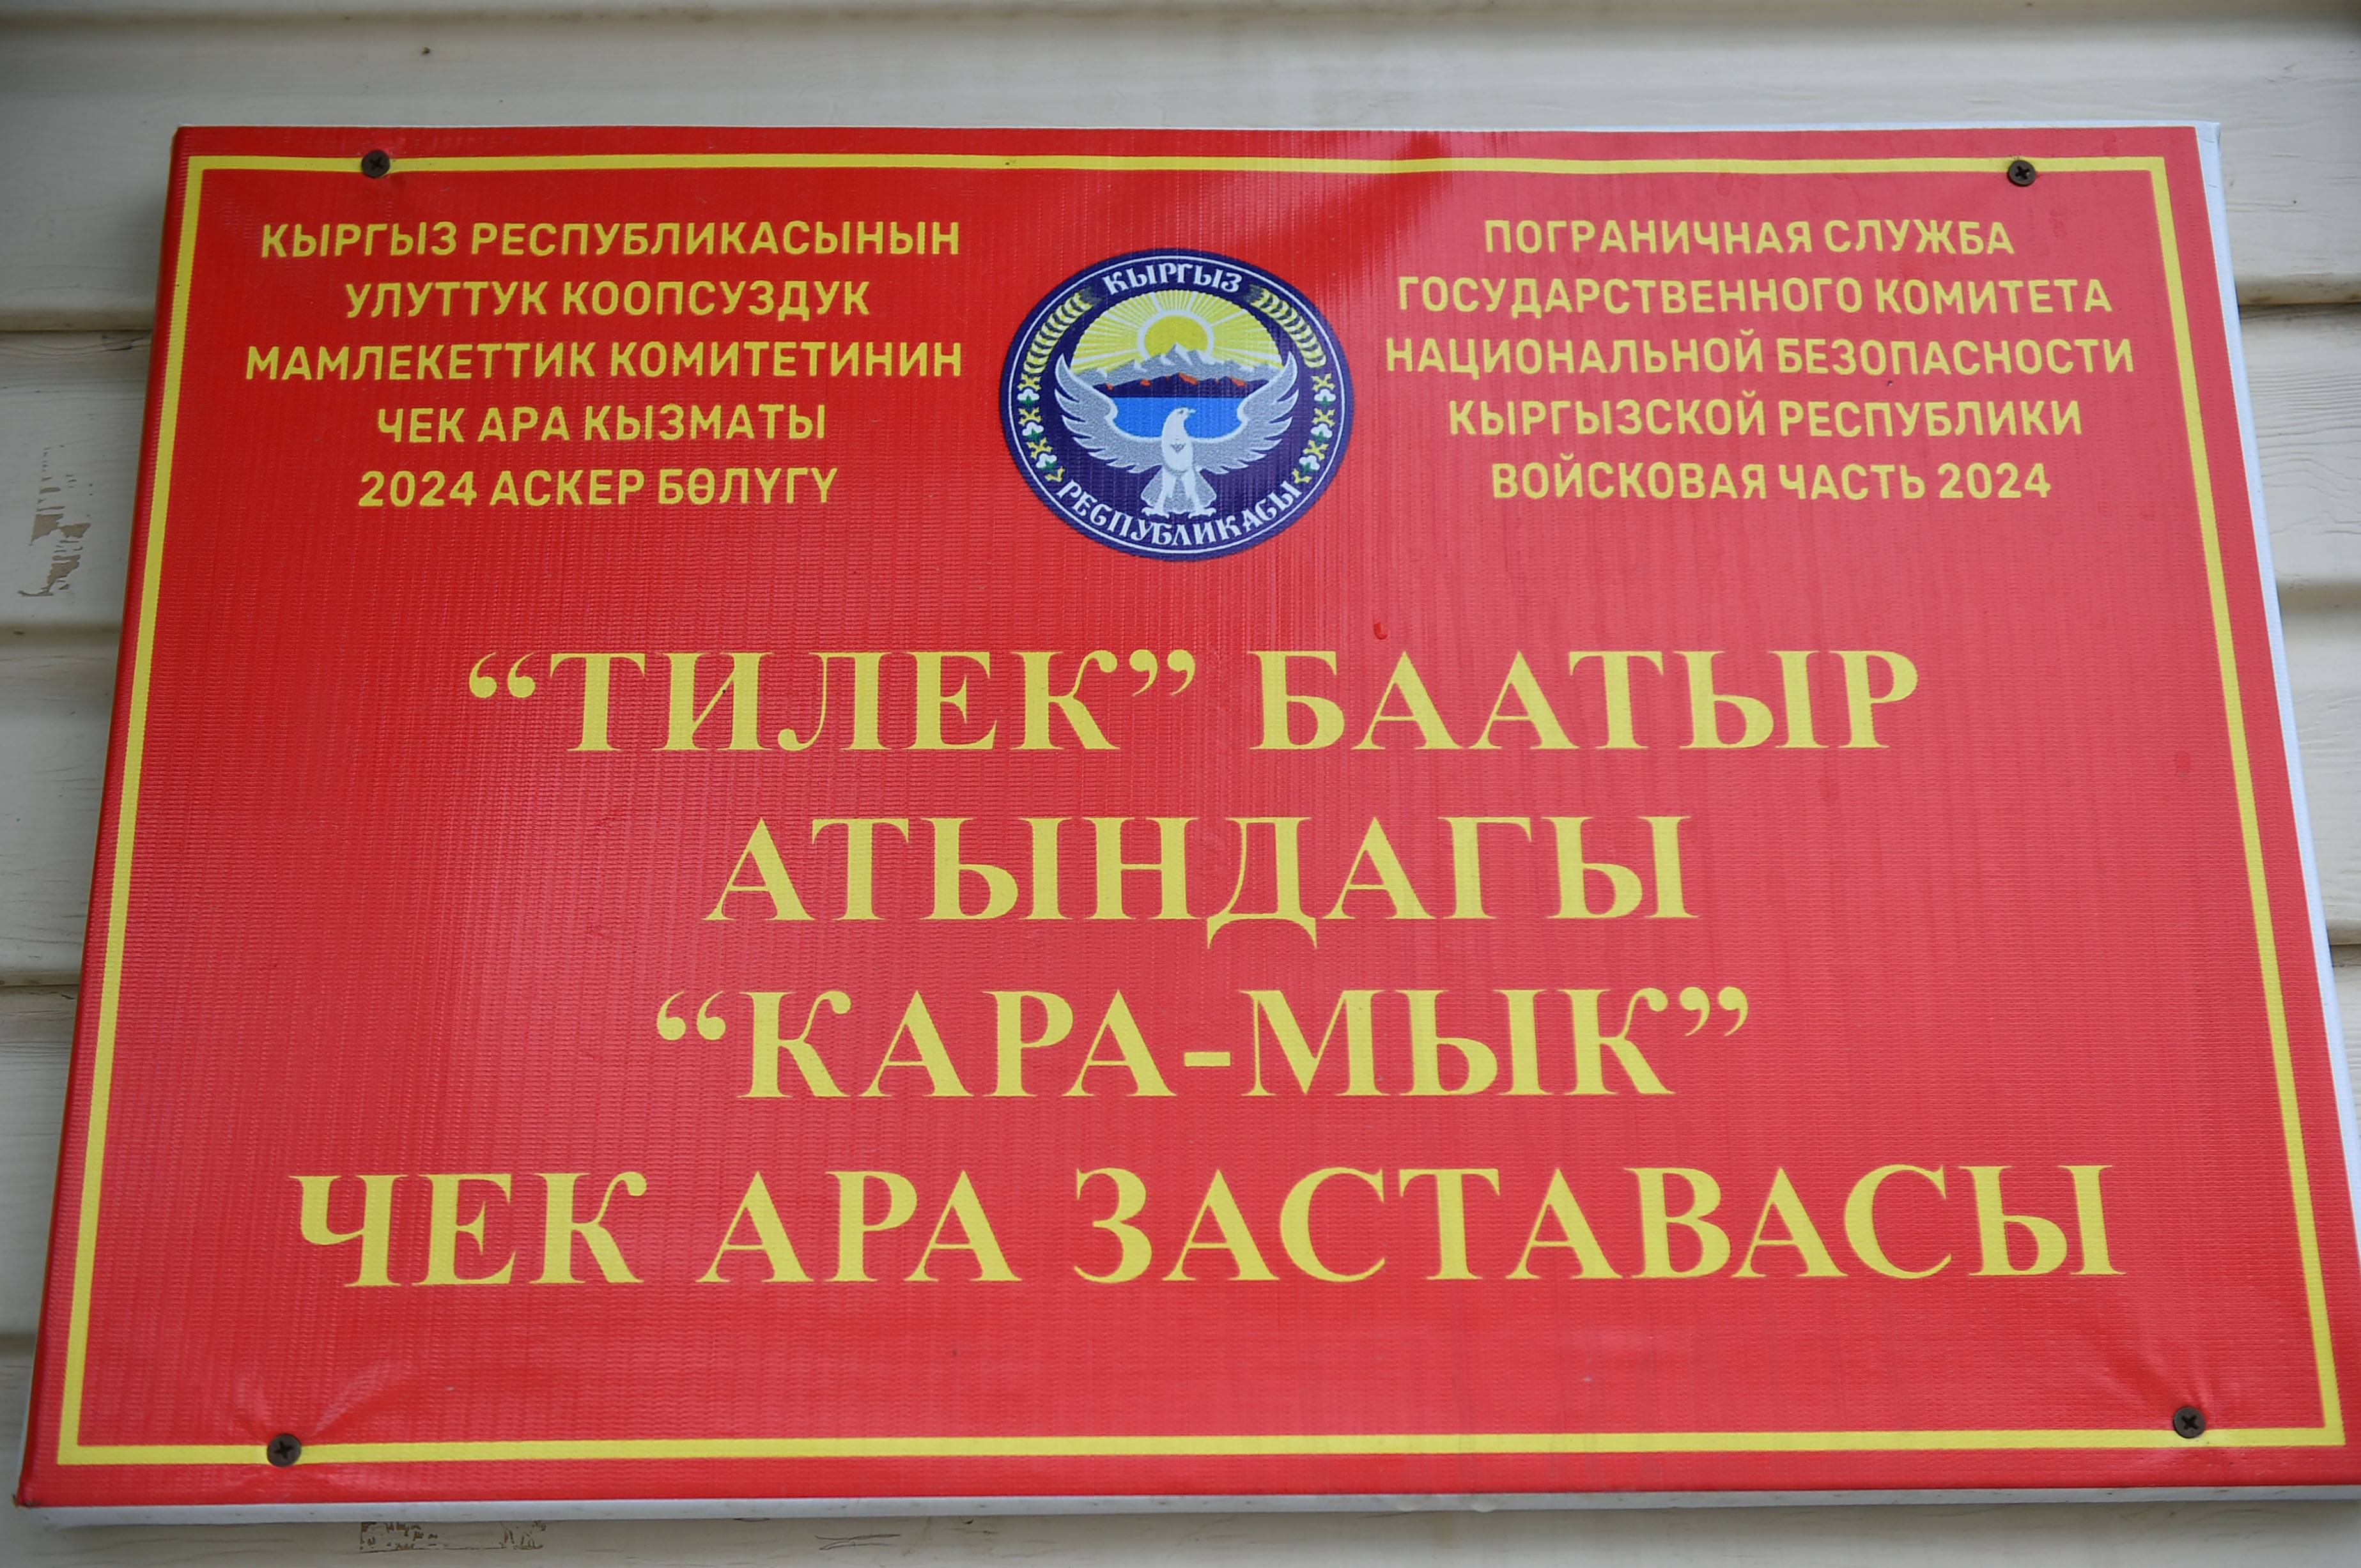 КЫРГЫЗ РЕСПУБЛИКАСЫНЫН
УЛУТТУК КООПСУЗДУК
МАМЛЕКЕТТИК КОМИТЕТИНИН
ЧЕК АРА КЫЗМАТЫ
2024 АСКЕР БӨЛҮГҮ
КЫРГЫЗ
РЕСПУБЛИКАСЫ
ПОГРАНИЧНАЯ СЛУЖБА
ГОСУДАРСТВЕННОГО КОМИТЕТА
НАЦИОНАЛЬНОЙ БЕЗОПАСНОСТИ
КЫРГЫЗСКОЙ РЕСПУБЛИКИ
ВОЙСКОВАЯ ЧАСТЬ 2024
“ТИЛЕК” БААТЫР
АТЫНДАГЫ
“КАРА-МЫК”
ЧЕК АРА ЗАСТАВАСЫ